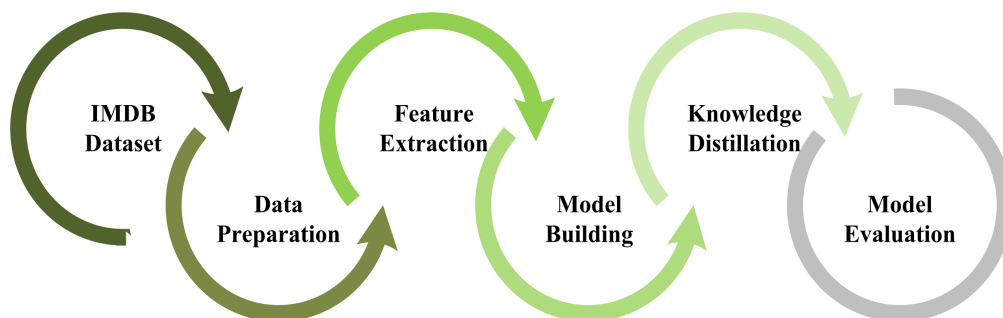 IMDB
Dataset
Data
Preparation
Feature
Extraction
Model
Building
Knowledge
Distillation
Model
Evaluation